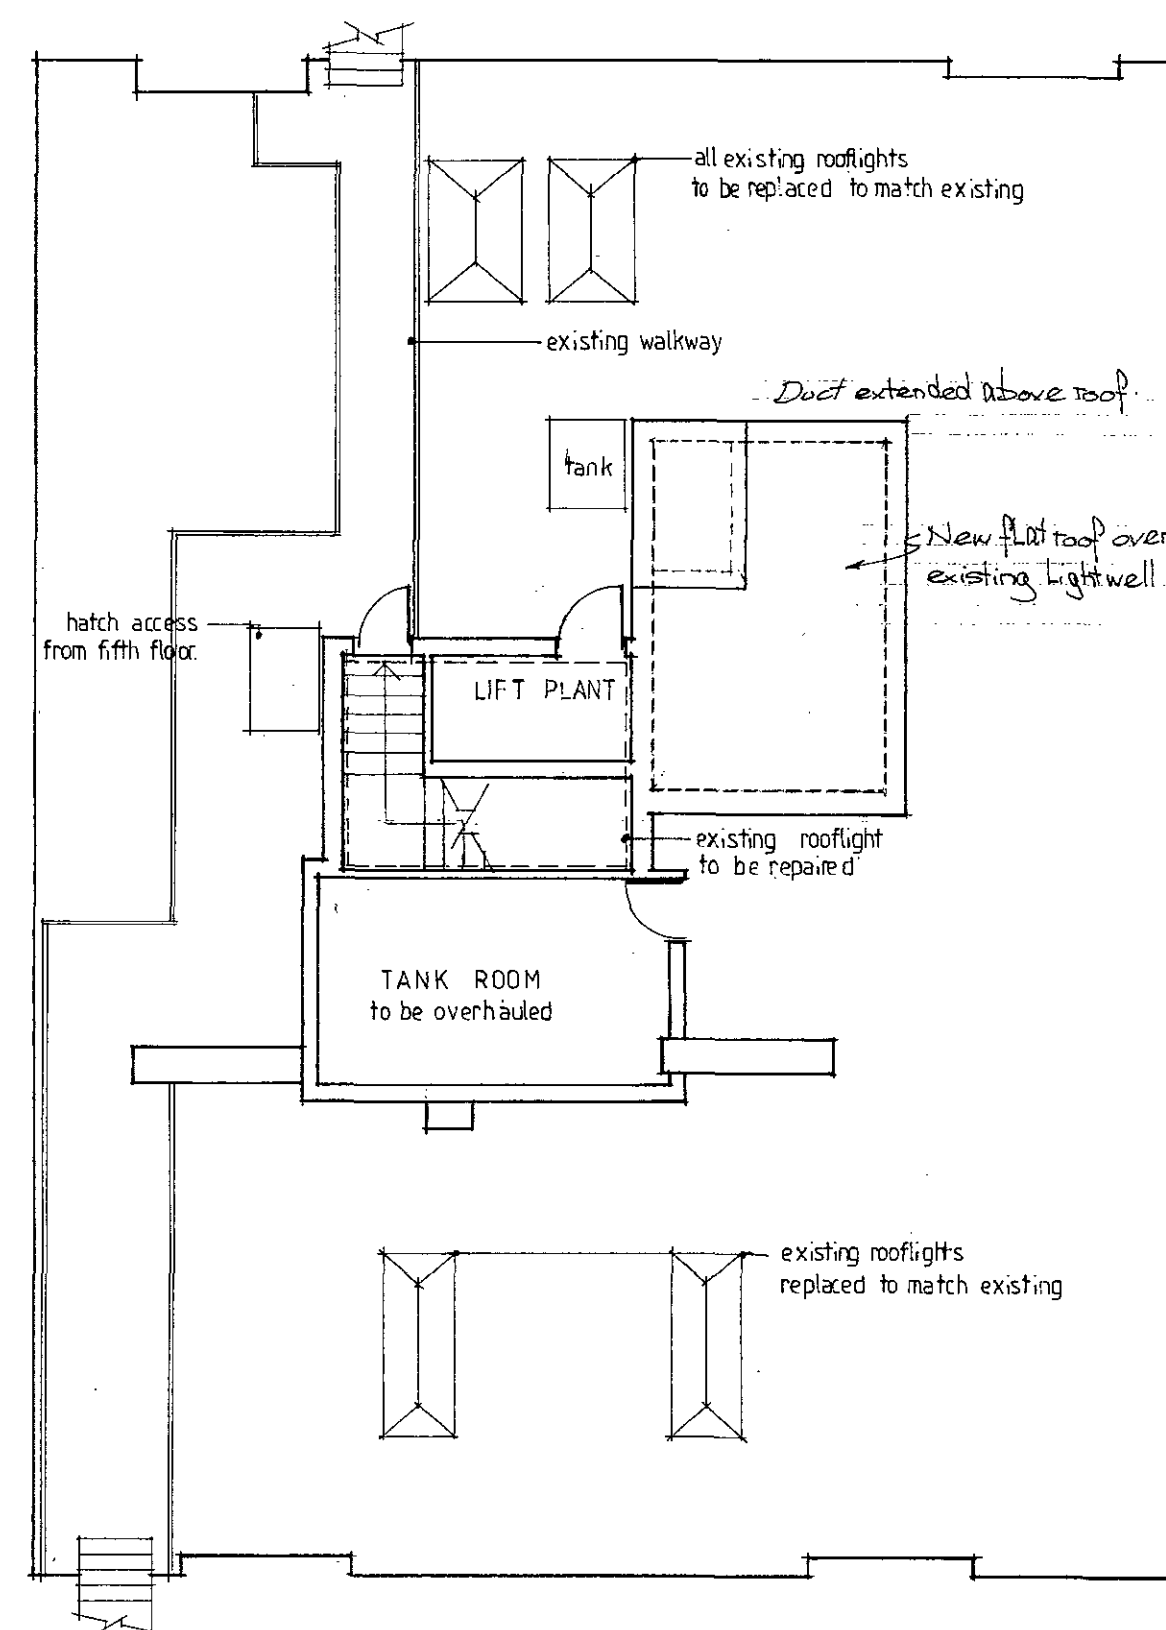 all existing rooflights
to be replaced to match existing
existing walkway
Duct extended above roof.
tank
New flat roof over
existing Lightwell
hatch access
from fifth floor.
LIFT PLANT
existing rooflight
to be repaired
TANK ROOM
to be overhauled
existing rooflights
replaced to match existing